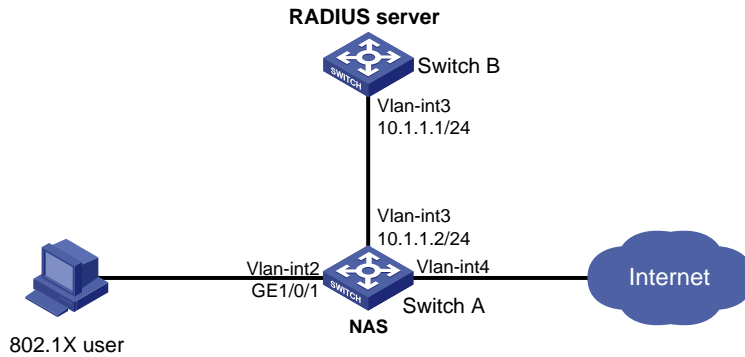 RADIUS server
SWITCH
Switch B
Vlan-int3
10.1.1.1/24
Vlan-int3
10.1.1.2/24
Vlan-int2
GE1/0/1
SWITCH
Vlan-int4
Switch A
NAS
Internet
802.1X user